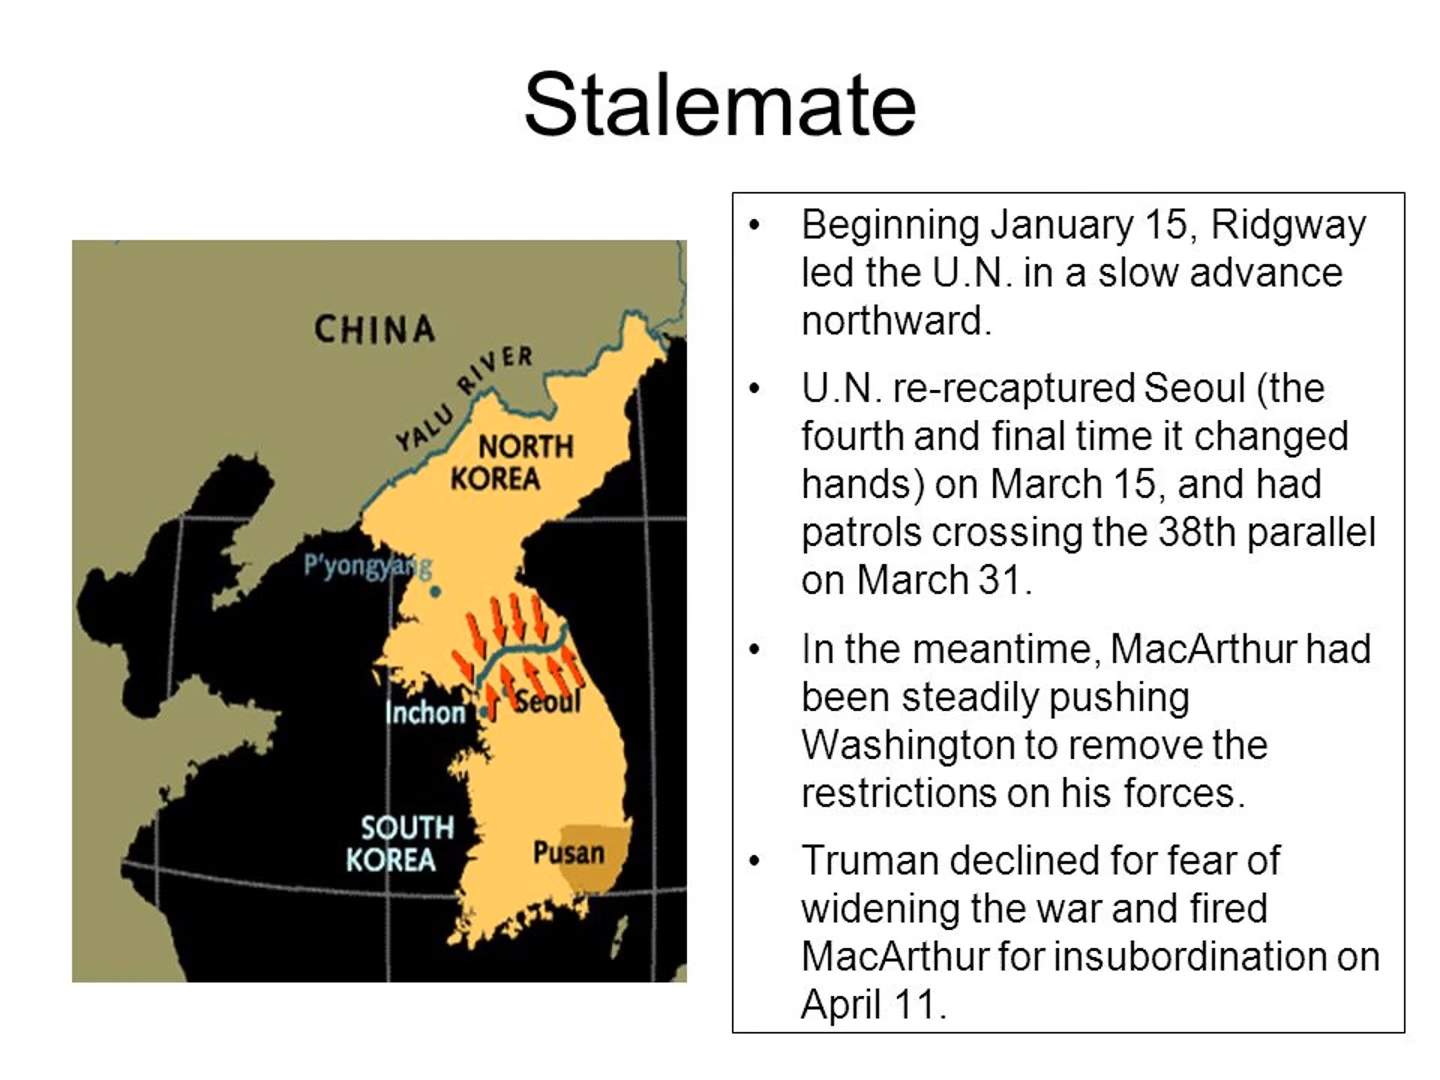 Stalemate
CHINA
YALU RIVER
NORTH
KOREA
P'yongyang
Inchon
Seoul
SOUTH
KOREA
Pusan
• Beginning January 15, Ridgway
led the U.N. in a slow advance
northward.
• U.N. re-recaptured Seoul (the
fourth and final time it changed
hands) on March 15, and had
patrols crossing the 38th parallel
on March 31.
• In the meantime, MacArthur had
been steadily pushing
Washington to remove the
restrictions on his forces.
• Truman declined for fear of
widening the war and fired
MacArthur for insubordination on
April 11.